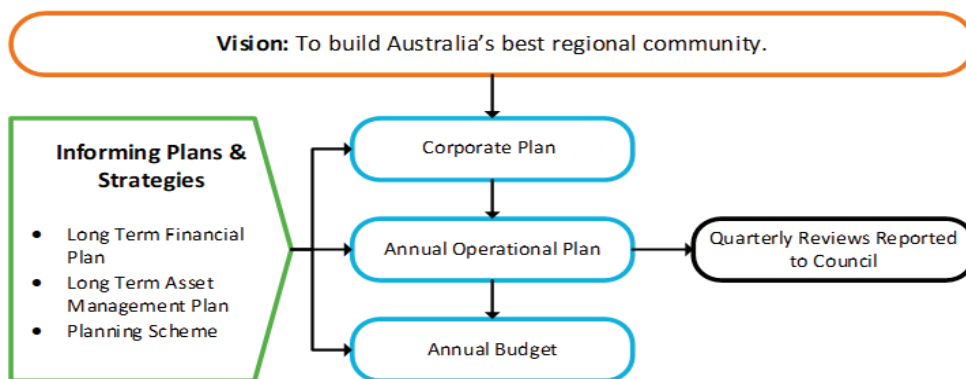 Vision: To build Australia's best regional community.
Informing Plans &
Strategies
• Long Term Financial
Plan
• Long Term Asset
Management Plan
• Planning Scheme
Corporate Plan
Annual Operational Plan
Annual Budget
Quarterly Reviews Reported
to Council